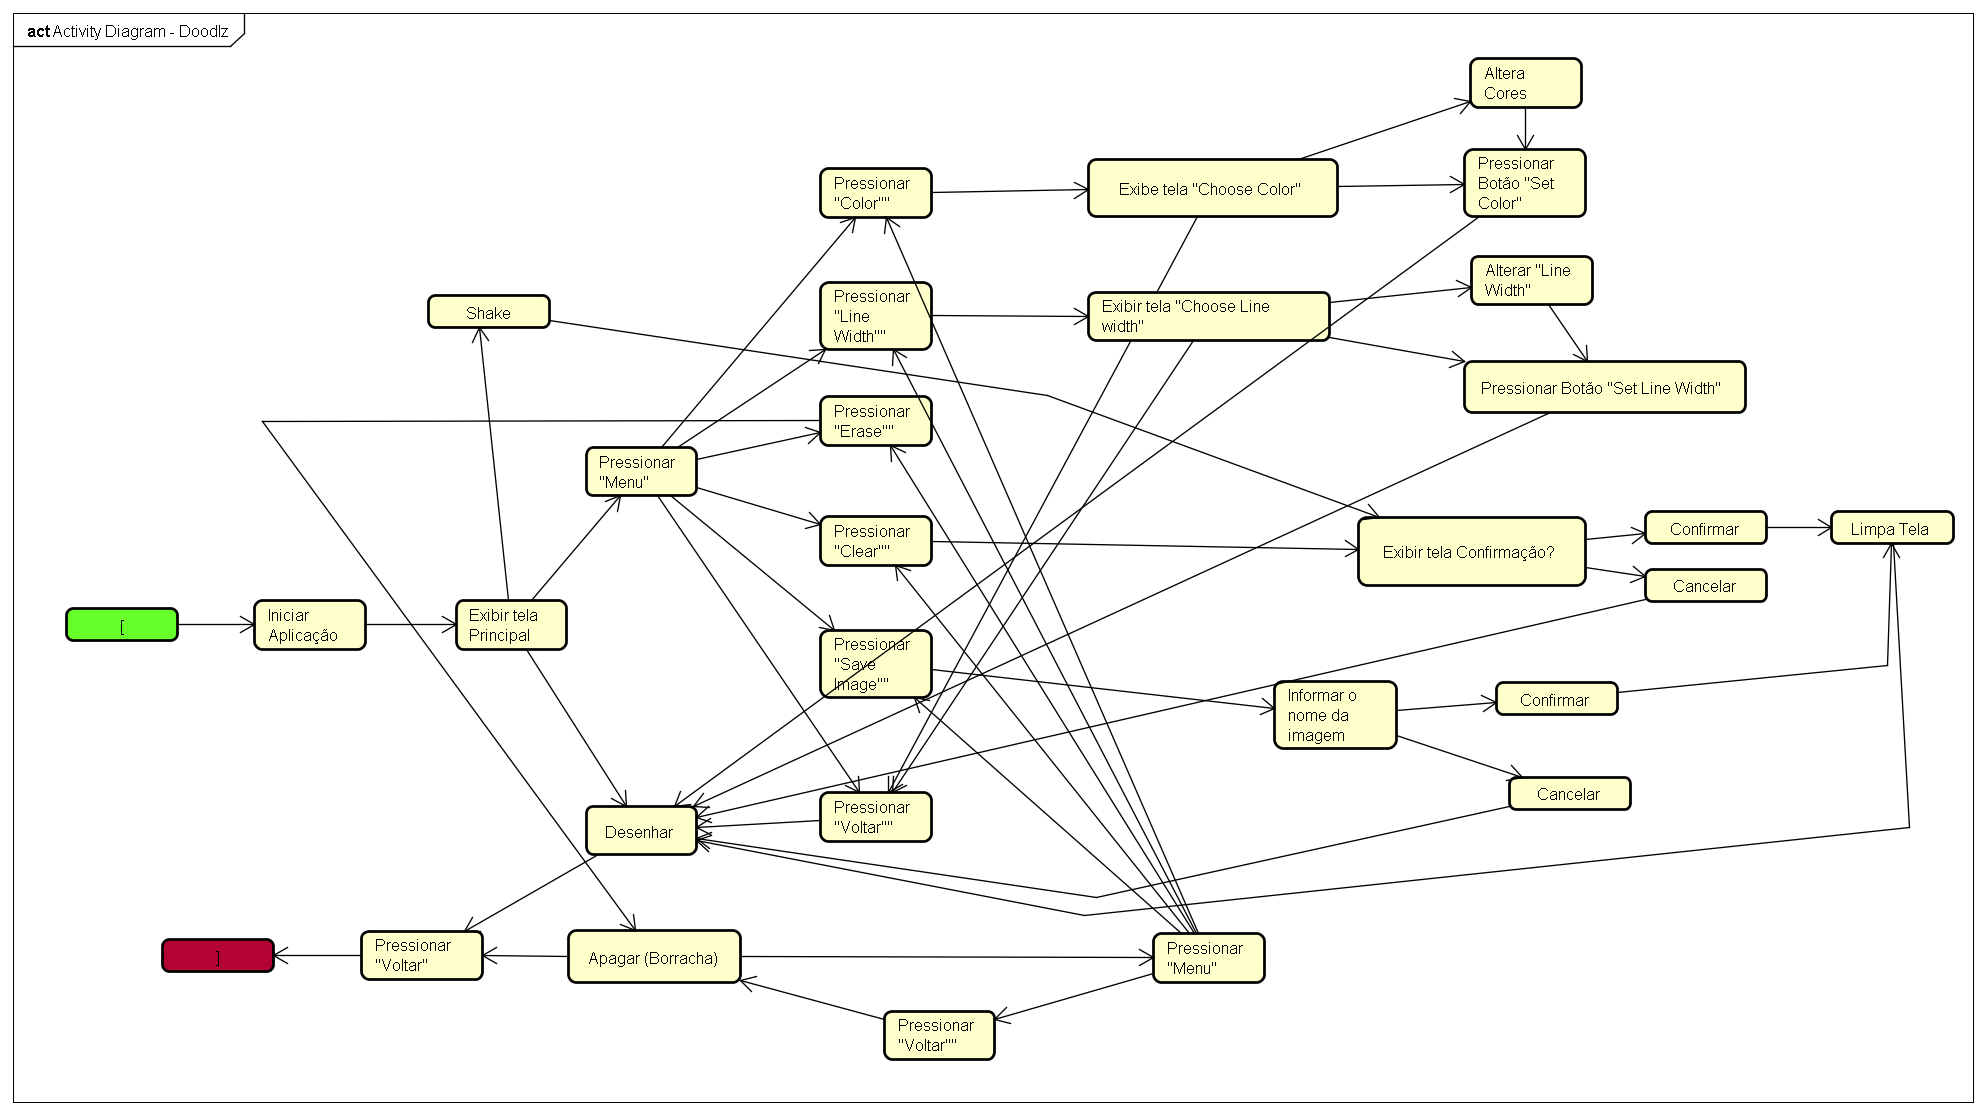 act Activity Diagram - Doodlz
Altera
Cores
Pressionar
Botão "Set
Color"
Pressionar
"Color""
Exibe tela "Choose Color"
Alterar "Line
Width"
Pressionar
"Line
Width""
Exibir tela "Choose Line
width"
Shake
Pressionar Botão "Set Line Width"
Pressionar
"Erase""
Pressionar
"Menu"
Pressionar
"Clear""
Exibir tela Confirmação?
Confirmar
Limpa Tela
Cancelar
[
Iniciar
Aplicação
Exibir tela
Principal
Pressionar
"Save
Image""
Informar o
nome da
imagem
Confirmar
Cancelar
Desenhar
Pressionar
"Voltar""
]
Pressionar
"Voltar"
Apagar (Borracha)
Pressionar
"Menu"
Pressionar
"Voltar""